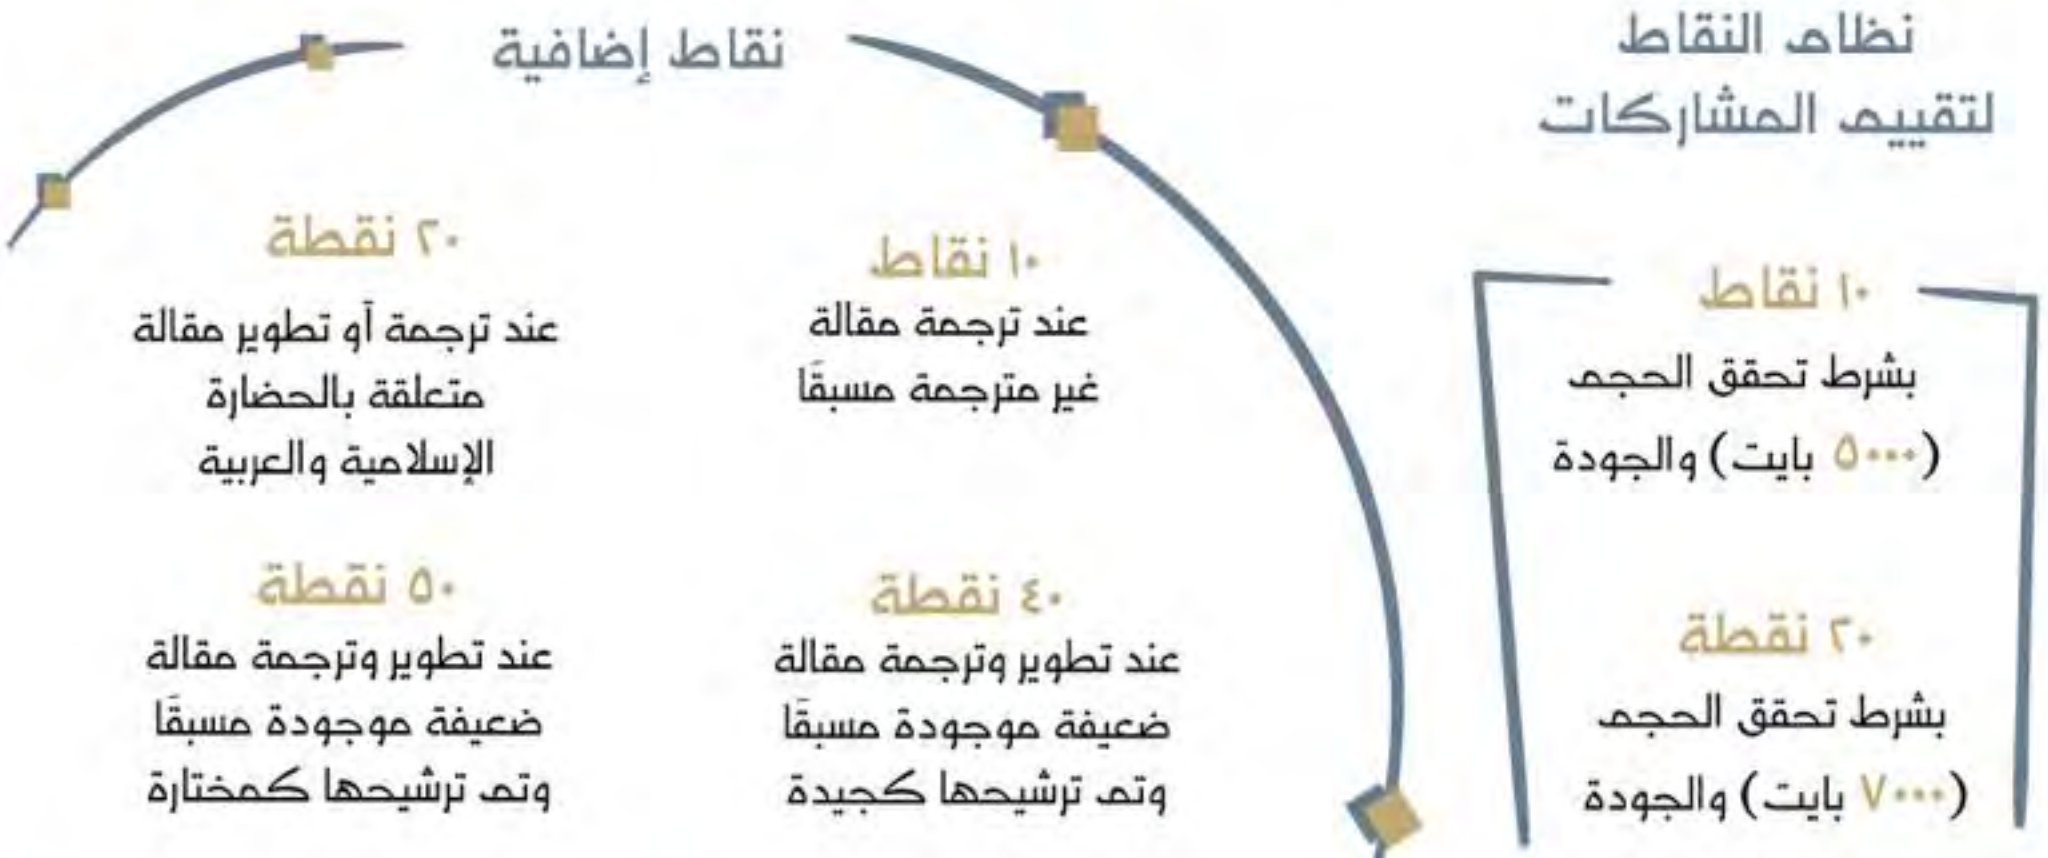 نظام النقاط
لتقييم المشاركات
١٠ نقاط
بشرط تحقق الحجم
(٥٠٠٠ بايت) والجودة
٢٠ نقطة
بشرط تحقق الحجم
(٧٠٠٠ بايت) والجودة
نقاط إضافية
١٠ نقاط
عند ترجمة مقالة
غير مترجمة مسبقًا
٢٠ نقطة
عند ترجمة أو تطوير مقالة
متعلقة بالحضارة
الإسلامية والعربية
٤٠ نقطة
عند تطوير وترجمة مقالة
ضعيفة موجودة مسبقًا
وتم ترشيحها كجيدة
٥٠ نقطة
عند تطوير وترجمة مقالة
ضعيفة موجودة مسبقًا
وتم ترشيحها كمختارة